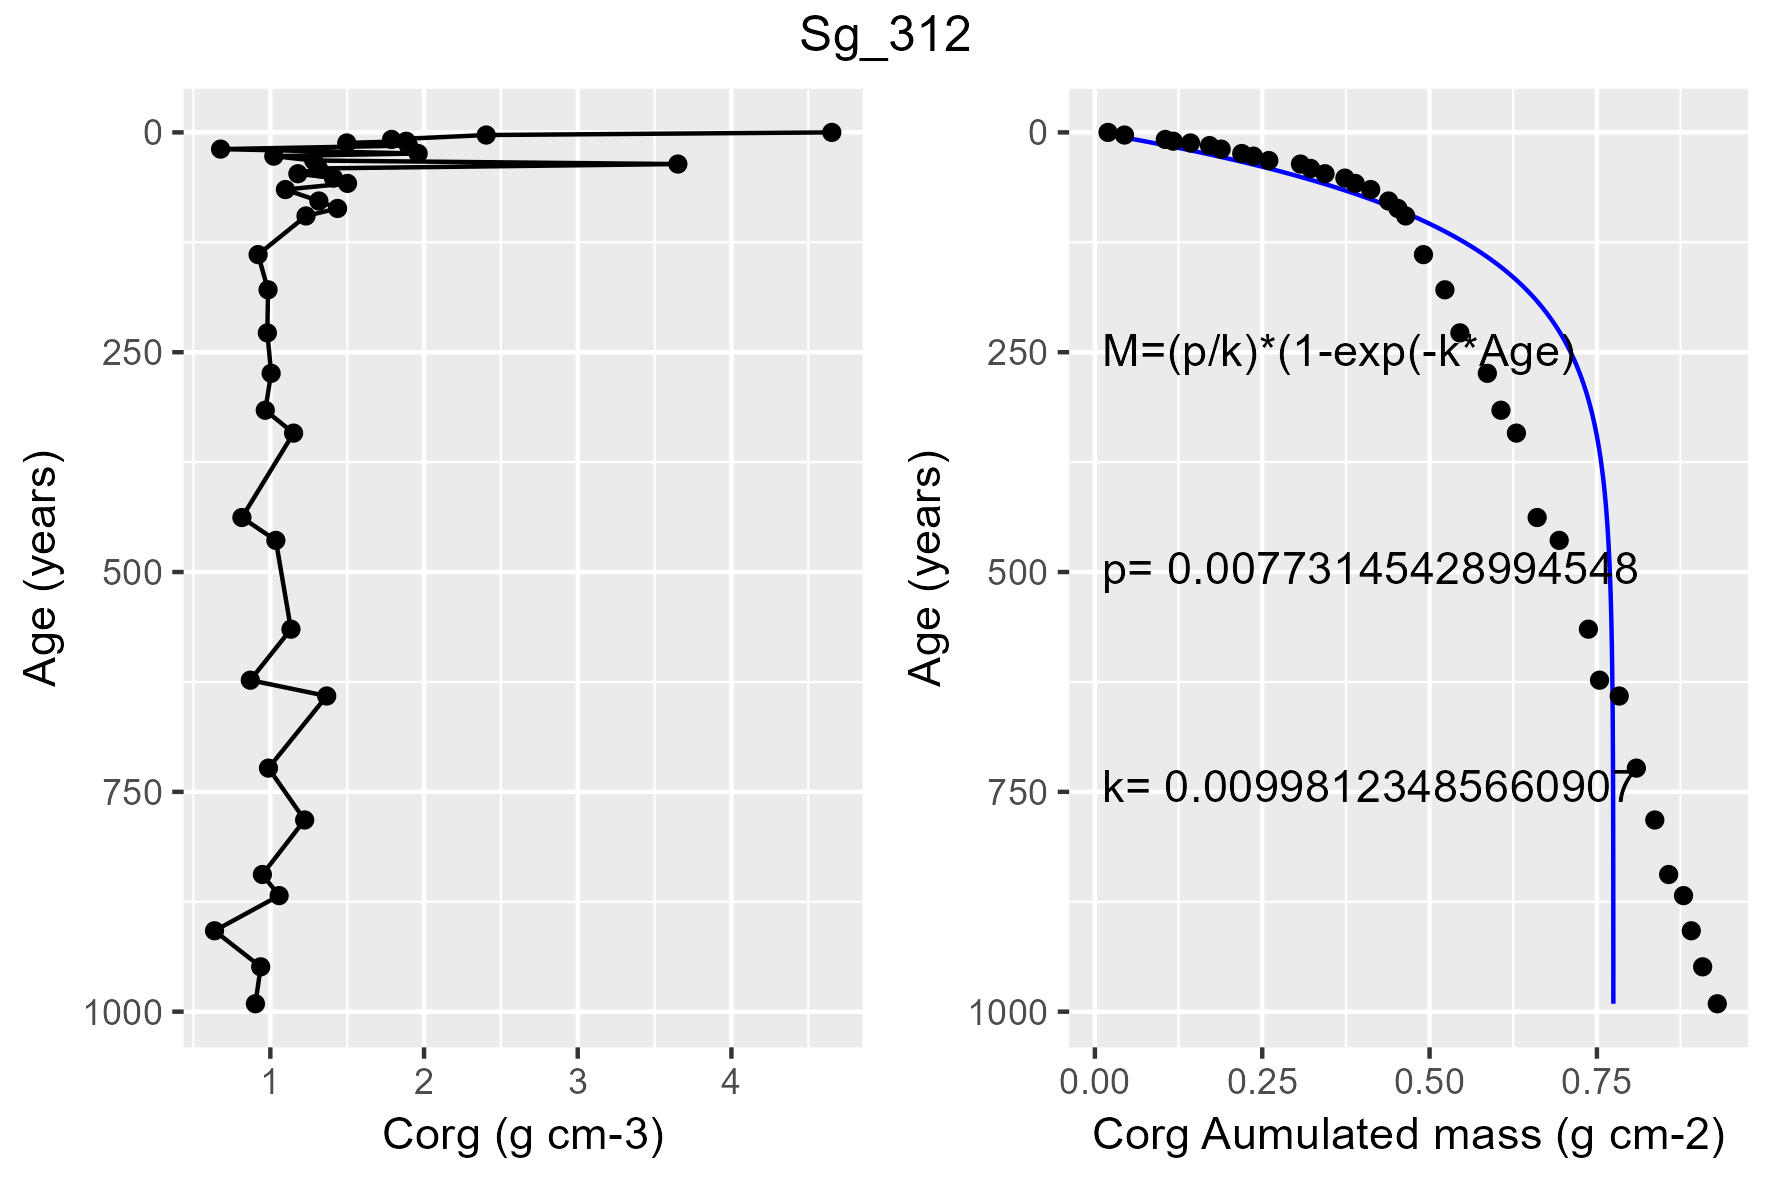 Sg_312
0
250
500
750
1000
Age (years)
1 2 3 4
Corg (g cm-3)
0
250
500
750
1000
Age (years)
M=(p/k)*(1-exp(-k*Age)
p= 0.00773145428994548
k= 0.00998123485660907
0.00 0.25 0.50 0.75
Corg Aumulated mass (g cm-2)